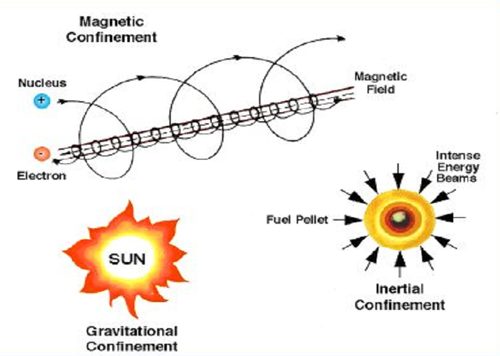 Magnetic
Confinement
Nucleus
+
Magnetic
Field
-
Electron
Intense
Energy
Beams
Fuel Pellet
SUN
Inertial
Confinement
Gravitational
Confinement